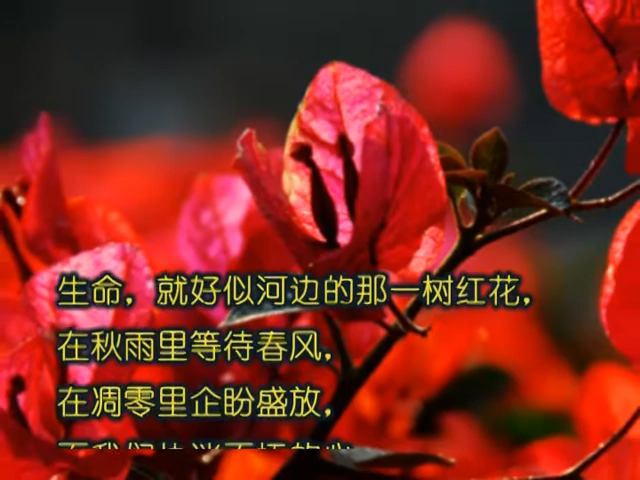 生命，就好似河边的那一树红花，
在秋雨里等待春风，
在凋零里企盼盛放，